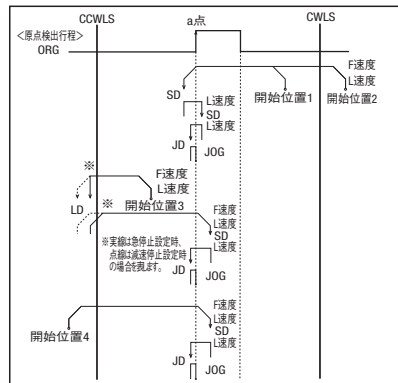 CCWLS
a点
CWLS
<原点検出行程>
ORG
F速度
L速度
SD
L速度
SD
開始位置1
開始位置2
L速度
JD
JOG
※
F速度
L速度
LD
※
開始位置3
F速度
L速度
SD
※実線は急停止設定時、
点線は減速停止設定時
の場合を表します。
L速度
JD
JOG
F速度
L速度
SD
開始位置4
L速度
JD
JOG